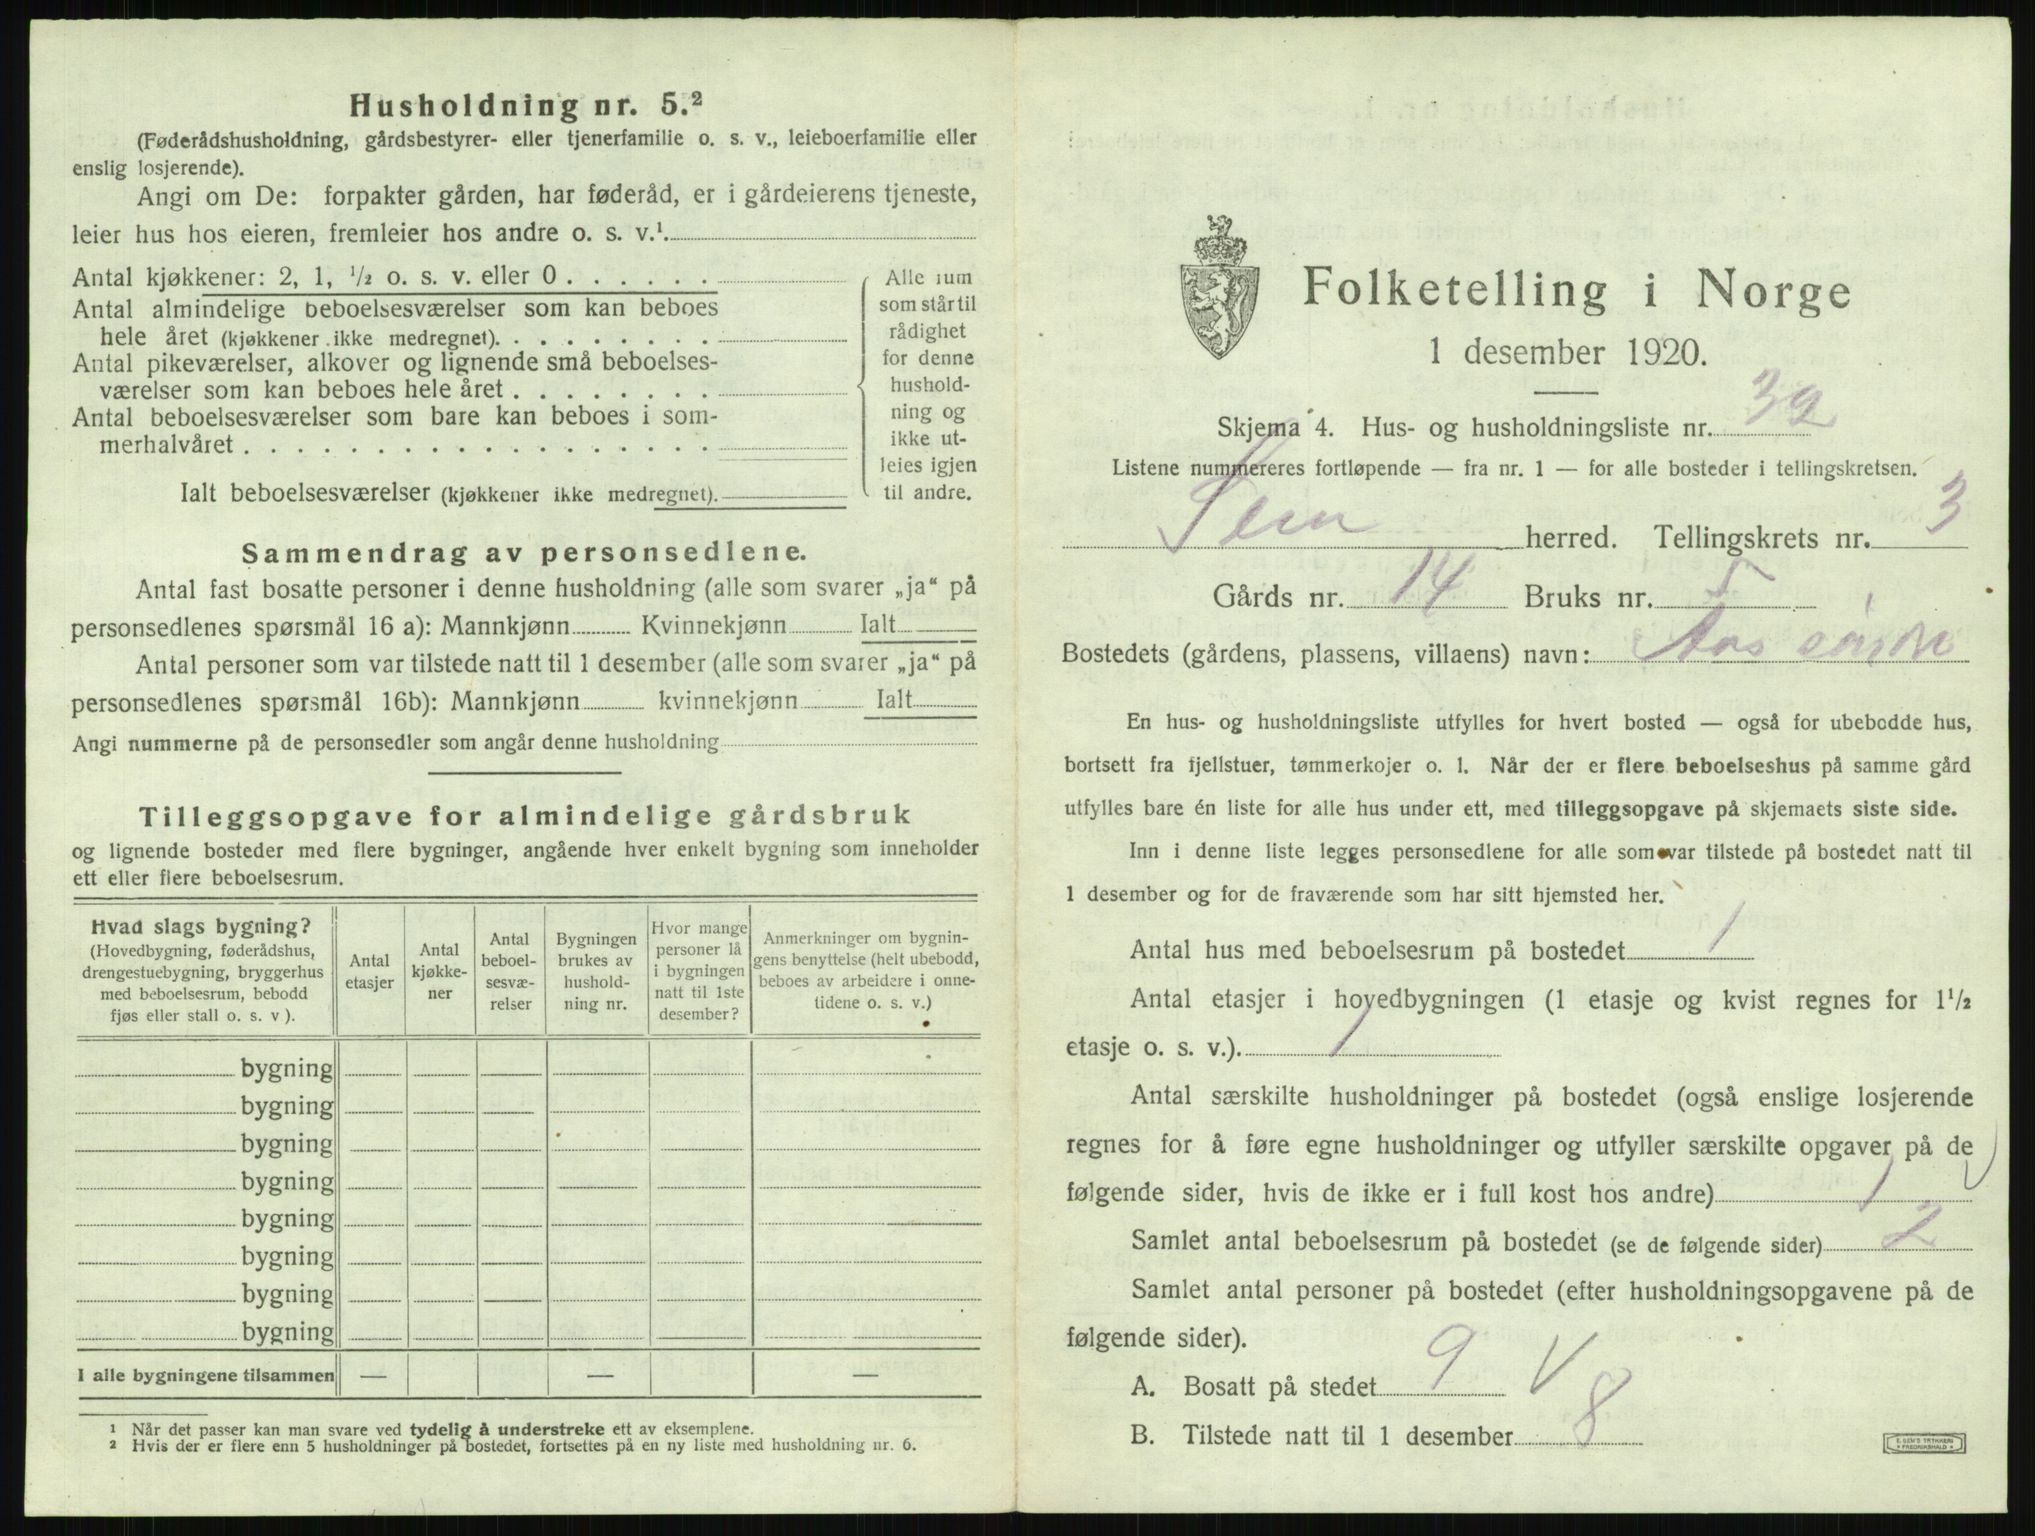 Husholdning nr. 5.²
(Føderådshusholdning, gårdsbestyrer- eller tjenerfamilie o. s. v., leieboerfamilie eller
enslig losjerende).
Angi om De: forpakter gården, har føderåd, er i gårdeierens tjeneste,
leier hus hos eieren, fremleier hos andre o. s. v.¹.
Antal kjøkkener: 2, 1, ½ o. s. v. eller 0 . . . . . .
Antal almindelige beboelsesværelser som kan beboes
hele året (kjøkkener ikke medregnet). . . . . . . . .
Antal pikeværelser, alkover og lignende små beboelses-
værelser som kan beboes hele året . . . . . . . .
Antal beboelsesværelser som bare kan beboes i som-
merhalvåret . . . . . . . . . . . . . . . . . .
Ialt beboelsesværelser (kjøkkener ikke medregnet).
Alle rum
som står til
rådighet
for denne
hushold-
ning og
ikke ut-
leies igjen
til andre.
Sammendrag av personsedlene.
Antal fast bosatte personer i denne husholdning (alle som svarer „ja“ på
personsedlenes spørsmål 16 a): Mannkjønn Kvinnekjønn Ialt
Antal personer som var tilstede natt til 1 desember (alle som svarer „ja“ på
personsedlenes spørsmål 16b): Mannkjønn kvinnekjønn Ialt
Angi nummerne på de personsedler som angår denne husholdning
Tilleggsopgave for almindelige gårdsbruk
og lignende bosteder med flere bygninger, angående hver enkelt bygning som inneholder
ett eller flere beboelsesrum.
Hvad slags bygning?
(Hovedbygning, føderådshus,
drengestuebygning, bryggerhus
med beboelsesrum, bebodd
fjøs eller stall o. s. v ).
Antal
etasjer
Antal
kjøkke-
ner
Antal
beboel-
sesvæ-
relser
Bygningen
brukes av
hushold-
ning nr.
Hvor mange
personer lå
i bygningen
natt til 1ste
desember?
Anmerkninger om bygnin-
gens benyttelse (helt ubebodd,
beboes av arbeidere i onne-
tidene o. s. v.)
bygning
bygning
bygning
bygning
bygning
bygning
bygning
bygning
I alle bygningene tilsammen — — —
¹ Når det passer kan man svare ved tydelig å understreke ett av eksemplene.
² Hvis der er flere enn 5 husholdninger på bostedet, fortsettes på en ny liste med husholdning nr. 6.
Folketelling i Norge
1 desember 1920.
Skjema 4. Hus- og husholdningsliste nr. 39
Listene nummereres fortløpende — fra nr. 1 — for alle bosteder i tellingskretsen.
Sem herred. Tellingskrets nr. 3
Gårds nr. 14 Bruks nr. 5
Bostedets (gårdens, plassens, villaens) navn: Aas søndre
En hus- og husholdningsliste utfylles for hvert bosted — også for ubebodde hus,
bortsett fra fjellstuer, tømmerkojer o. l. Når der er flere beboelseshus på samme gård
utfylles bare én liste for alle hus under ett, med tilleggsopgave på skjemaets siste side.
Inn i denne liste legges personsedlene for alle som var tilstede på bostedet natt til
1 desember og for de fraværende som har sitt hjemsted her.
Antal hus med beboelsesrum på bostedet 1
Antal etasjer i hovedbygningen (1 etasje og kvist regnes for 1½
etasje o. s. v.). 1
Antal særskilte husholdninger på bostedet (også enslige losjerende
regnes for å føre egne husholdninger og utfyller særskilte opgaver på de
følgende sider, hvis de ikke er i full kost hos andre) 1
Samlet antal beboelsesrum på bostedet (se de følgende sider) 2
Samlet antal personer på bostedet (efter husholdningsopgavene på de
følgende sider).
A. Bosatt på stedet 9
B. Tilstede natt til 1 desember 8
E. SEM'S TRYKKERI
FREDRIKSHALD